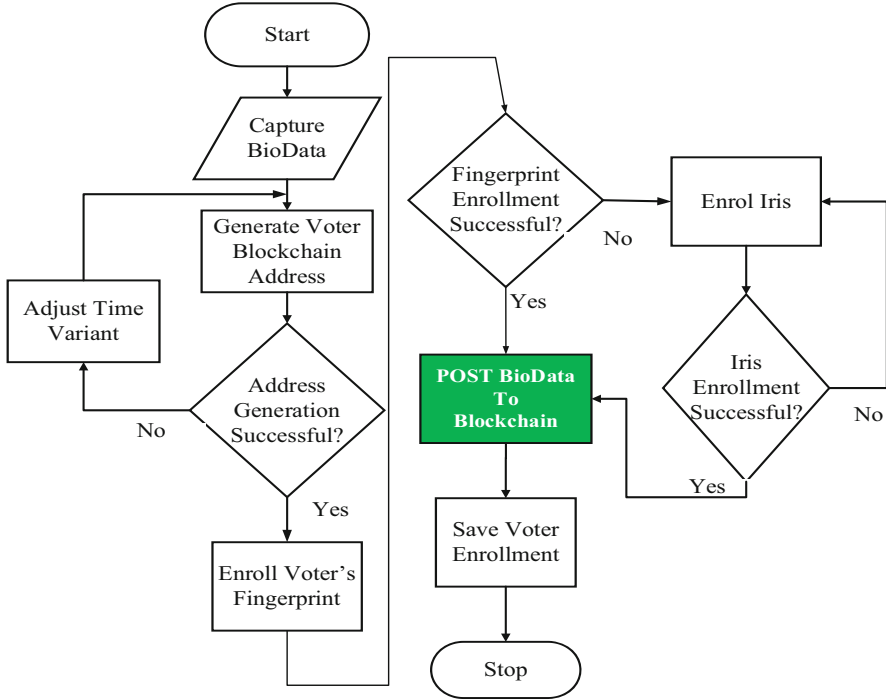 Start
Capture
BioData
Generate Voter
Blockchain
Address
Adjust Time
Variant
Address
Generation
Successful?
No
Yes
Enroll Voter's
Fingerprint
Fingerprint
Enrollment
Successful?
No
Yes
Enrol Iris
Iris
Enrollment
Successful?
No
Yes
POST BioData
To
Blockchain
Save Voter
Enrollment
Stop